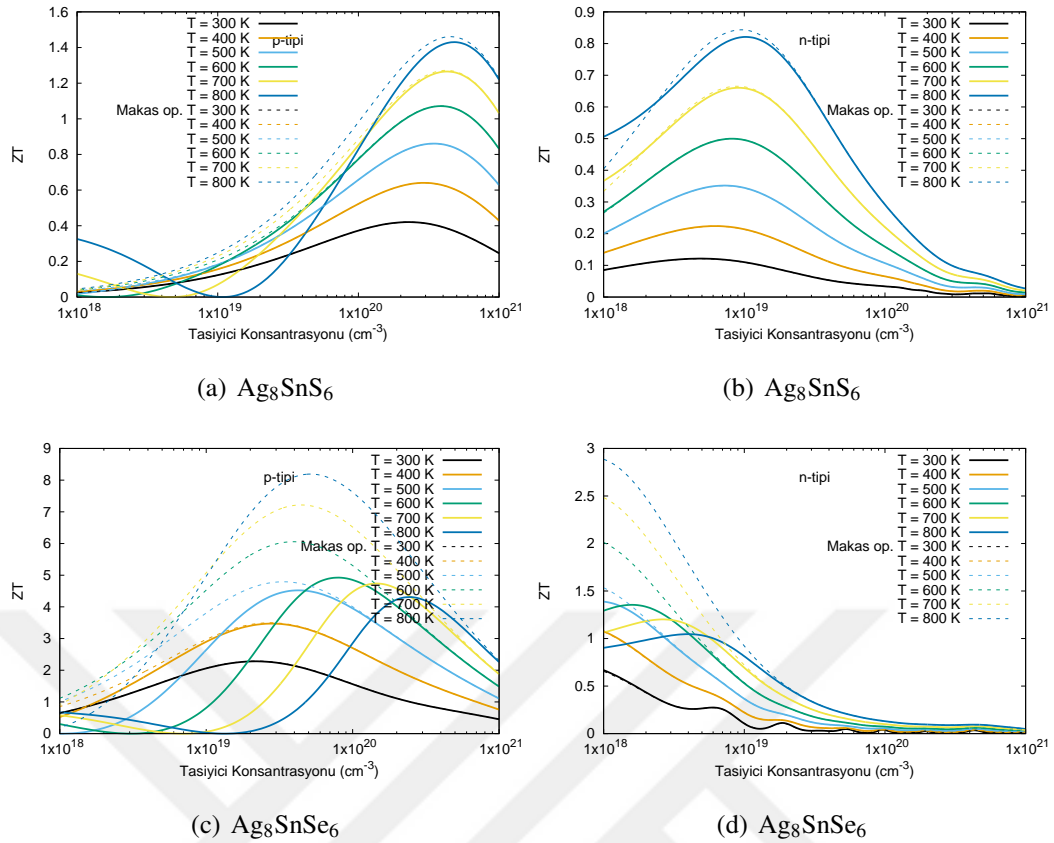 1.6
1.4
1.2
1
0.8
0.6
0.4
0.2
0
ZT
p-tipi
T = 300 K
T = 400 K
T = 500 K
T = 600 K
T = 700 K
T = 800 K
Makas op.
T = 300 K
T = 400 K
T = 500 K
T = 600 K
T = 700 K
T = 800 K
1x10^18
1x10^19
1x10^20
1x10^21
Tasiyici Konsantrasyonu (cm^-3)
(a) Ag₈SnS₆
0.9
0.8
0.7
0.6
0.5
0.4
0.3
0.2
0.1
0
ZT
n-tipi
T = 300 K
T = 400 K
T = 500 K
T = 600 K
T = 700 K
T = 800 K
Makas op.
T = 300 K
T = 400 K
T = 500 K
T = 600 K
T = 700 K
T = 800 K
1x10^18
1x10^19
1x10^20
1x10^21
Tasiyici Konsantrasyonu (cm^-3)
(b) Ag₈SnS₆
9
8
7
6
5
4
3
2
1
0
ZT
p-tipi
T = 300 K
T = 400 K
T = 500 K
T = 600 K
T = 700 K
T = 800 K
Makas op.
T = 300 K
T = 400 K
T = 500 K
T = 600 K
T = 700 K
T = 800 K
1x10^18
1x10^19
1x10^20
1x10^21
Tasiyici Konsantrasyonu (cm^-3)
(c) Ag₈SnSe₆
3
2.5
2
1.5
1
0.5
0
ZT
n-tipi
T = 300 K
T = 400 K
T = 500 K
T = 600 K
T = 700 K
T = 800 K
Makas op.
T = 300 K
T = 400 K
T = 500 K
T = 600 K
T = 700 K
T = 800 K
1x10^18
1x10^19
1x10^20
1x10^21
Tasiyici Konsantrasyonu (cm^-3)
(d) Ag₈SnSe₆